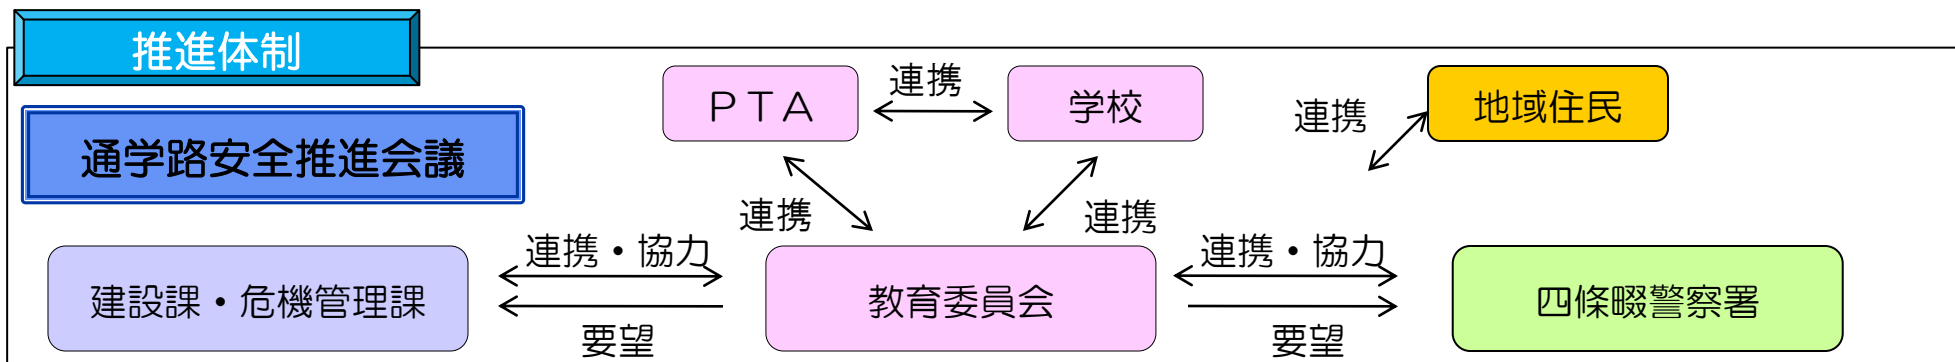 推進体制
通学路安全推進会議
ＰＴＡ
連携
学校
連携
地域住民
連携
連携
連携・協力
連携・協力
建設課・危機管理課
教育委員会
四條畷警察署
要望
要望